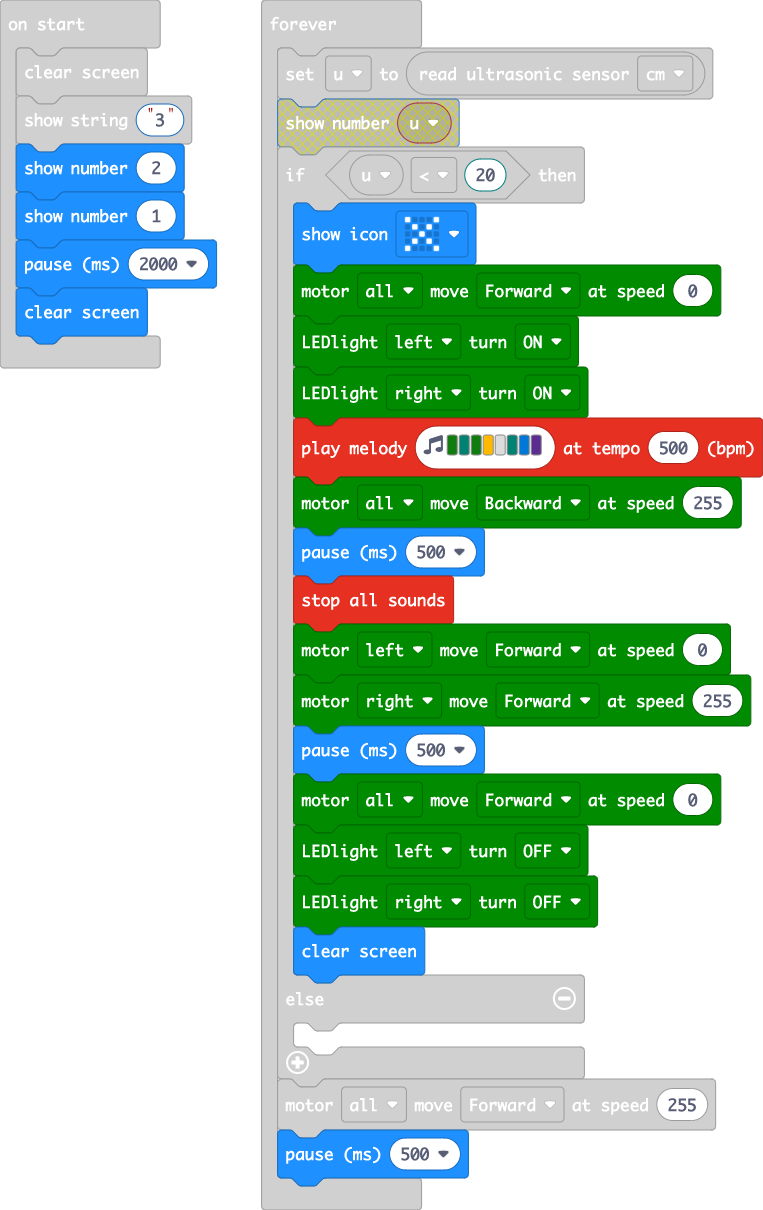 on start
clear screen
show string "3"
show number 2
show number 1
pause (ms) 2000
clear screen
forever
set u to read ultrasonic sensor cm
show number u
if u < 20 then
show icon
motor all move Forward at speed 0
LEDlight left turn ON
LEDlight right turn ON
play melody at tempo 500 (bpm)
motor all move Backward at speed 255
pause (ms) 500
stop all sounds
motor left move Forward at speed 0
motor right move Forward at speed 255
pause (ms) 500
motor all move Forward at speed 0
LEDlight left turn OFF
LEDlight right turn OFF
clear screen
else
motor all move Forward at speed 255
pause (ms) 500